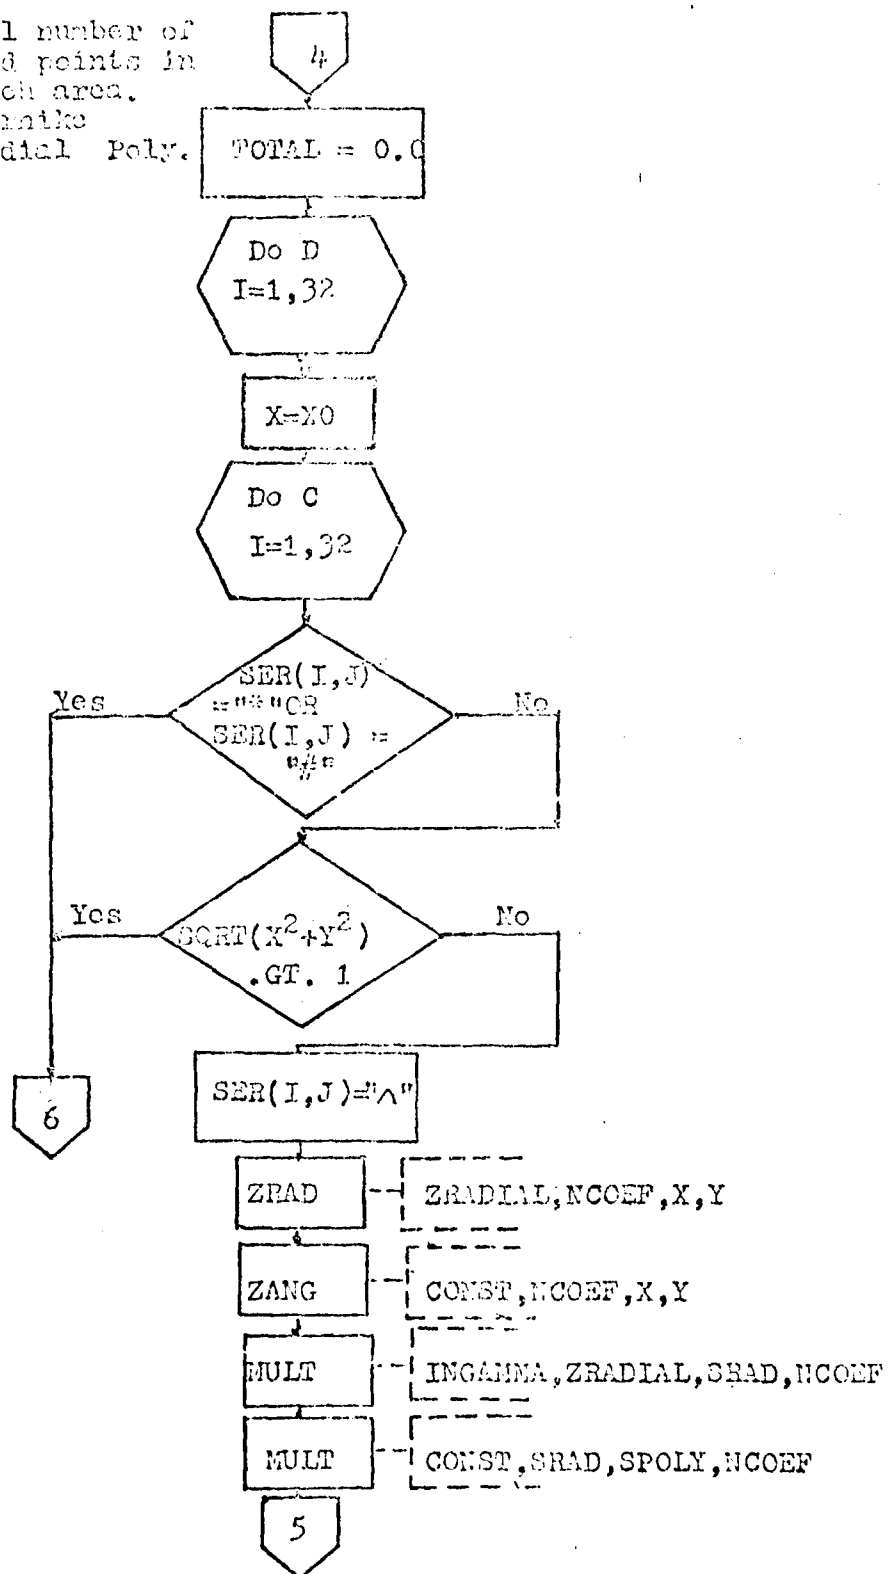 l number of
d points in
ch area.
rnike
dial Poly.
4
TOTAL = 0.0
Do D
I=1,32
X=X0
Do C
I=1,32
SER(I,J)
="*"OR
SER(I,J) =
"#"
Yes
No
SQRT(X²+Y²)
.GT. 1
Yes
No
SER(I,J)="^"
6
ZRAD
ZRADIAL,NCOEF,X,Y
ZANG
CONST,NCOEF,X,Y
MULT
INGAMMA,ZRADIAL,SRAD,NCOEF
MULT
CONST,SRAD,SPOLY,NCOEF
5